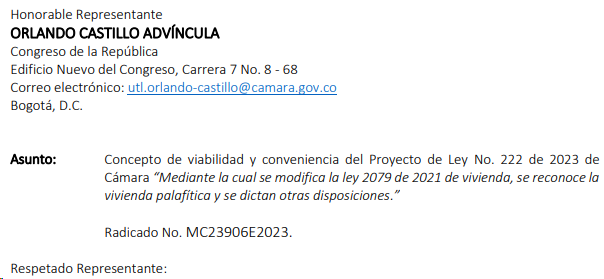 Honorable Representante
ORLANDO CASTILLO ADVÍNCULA
Congreso de la República
Edificio Nuevo del Congreso, Carrera 7 No. 8 - 68
Correo electrónico: utl.orlando-castillo@camara.gov.co
Bogotá, D.C.
Asunto: Concepto de viabilidad y conveniencia del Proyecto de Ley No. 222 de 2023 de
Cámara “Mediante la cual se modifica la ley 2079 de 2021 de vivienda, se reconoce la
vivienda palafítica y se dictan otras disposiciones.”
Radicado No. MC23906E2023.
Respetado Representante: